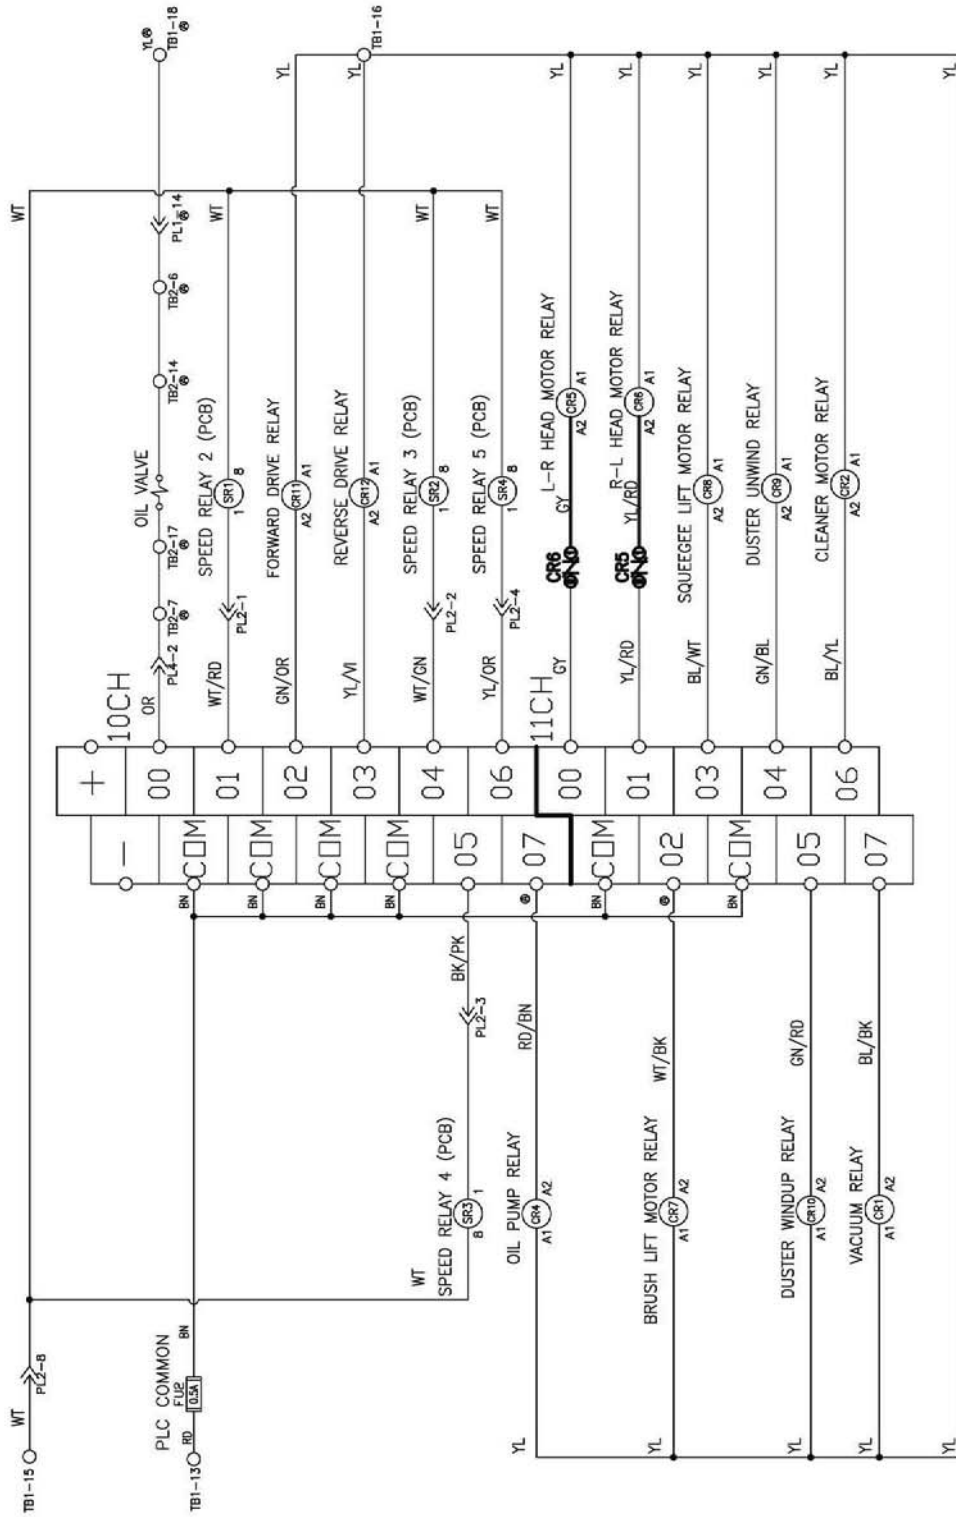 TB1-15
WT
PL2-8
WT
TB1-13
RD
PLC COMMON
FU2
0.5A
BN
WT
SPEED RELAY 4 (PCB)
8
SR3
1
PL2-3
BK/PK
YL
OIL PUMP RELAY
A1
CR4
A2
RD/BN
YL
BRUSH LIFT MOTOR RELAY
A1
CR7
A2
WT/BK
YL
DUSTER WINDUP RELAY
A1
CR10
A2
GN/RD
YL
VACUUM RELAY
A1
CR1
A2
BL/BK
YL
BN
BN
BN
BN
BN
BN
-
COM
COM
COM
COM
05
07
COM
02
COM
05
07
+
00
01
02
03
04
06
00
01
03
04
06
10CH
11CH
OR
PL4-2
TB2-7
TB2-17
OIL VALVE
TB2-14
TB2-6
PL1-14
YL
TB1-18
WT/RD
PL2-1
SPEED RELAY 2 (PCB)
1
SR1
8
WT
GN/OR
FORWARD DRIVE RELAY
A2
CR11
A1
YL
YL/VI
REVERSE DRIVE RELAY
A2
CR12
A1
YL
TB1-16
WT/GN
PL2-2
SPEED RELAY 3 (PCB)
1
SR2
8
WT
YL/OR
PL2-4
SPEED RELAY 5 (PCB)
1
SR4
8
WT
GY
CR6
GY
L-R HEAD MOTOR RELAY
A2
CR5
A1
YL
YL/RD
CR5
YL/RD
R-L HEAD MOTOR RELAY
A2
CR6
A1
YL
BL/WT
SQUEEGEE LIFT MOTOR RELAY
A2
CR8
A1
YL
GN/BL
DUSTER UNWIND RELAY
A2
CR9
A1
YL
BL/YL
CLEANER MOTOR RELAY
A2
CR2
A1
YL
YL